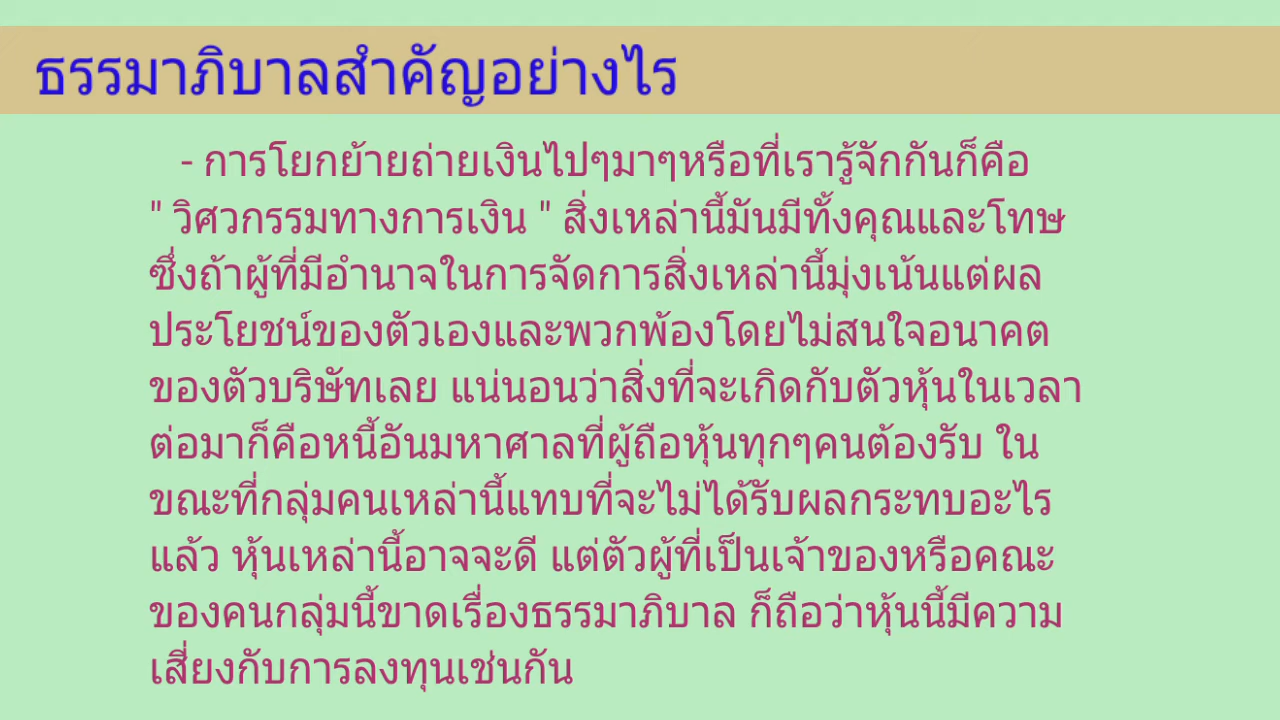 ธรรมาภิบาลสำคัญอย่างไร
- การโยกย้ายถ่ายเงินไปๆมาๆหรือที่เรารู้จักกันก็คือ
" วิศวกรรมทางการเงิน " สิ่งเหล่านี้มันมีทั้งคุณและโทษ
ซึ่งถ้าผู้ที่มีอำนาจในการจัดการสิ่งเหล่านี้มุ่งเน้นแต่ผล
ประโยชน์ของตัวเองและพวกพ้องโดยไม่สนใจอนาคต
ของตัวบริษัทเลย แน่นอนว่าสิ่งที่จะเกิดกับตัวหุ้นในเวลา
ต่อมาก็คือหนี้อันมหาศาลที่ผู้ถือหุ้นทุกๆคนต้องรับ ใน
ขณะที่กลุ่มคนเหล่านี้แทบที่จะไม่ได้รับผลกระทบอะไร
แล้ว หุ้นเหล่านี้อาจจะดี แต่ตัวผู้ที่เป็นเจ้าของหรือคณะ
ของคนกลุ่มนี้ขาดเรื่องธรรมาภิบาล ก็ถือว่าหุ้นนี้มีความ
เสี่ยงกับการลงทุนเช่นกัน